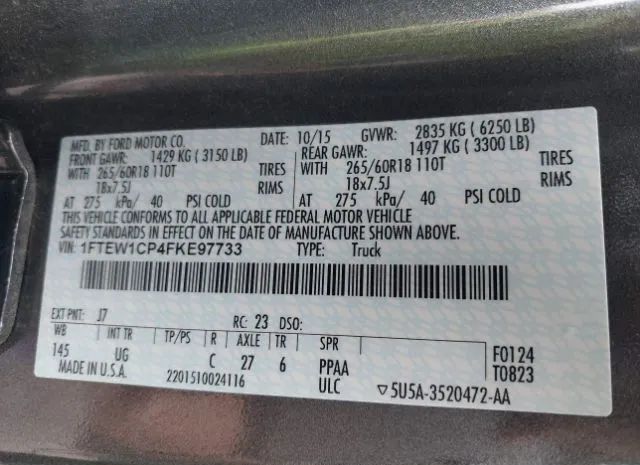 MFD. BY FORD MOTOR CO.
DATE: 10/15 GVWR: 2835 KG ( 6250 LB)
FRONT GAWR: 1429 KG ( 3150 LB) REAR GAWR: 1497 KG ( 3300 LB)
WITH 265/60R18 110T TIRES WITH 265/60R18 110T TIRES
18x7.5J RIMS 18x7.5J RIMS
AT 275 kPa/ 40 PSI COLD AT 275 kPa/ 40 PSI COLD
THIS VEHICLE CONFORMS TO ALL APPLICABLE FEDERAL MOTOR VEHICLE
SAFETY STANDARDS IN EFFECT ON THE DATE OF MANUFACTURE SHOWN ABOVE.
VIN: 1FTEW1CP4FKE97733 TYPE: Truck
EXT PNT: J7 RC: 23 DSO:
WB INT TR TP/PS R AXLE TR SPR
145 UG C 27 6 PPAA F0124
MADE IN U.S.A. 2201510024116 ULC T0823
▽5U5A-3520472-AA